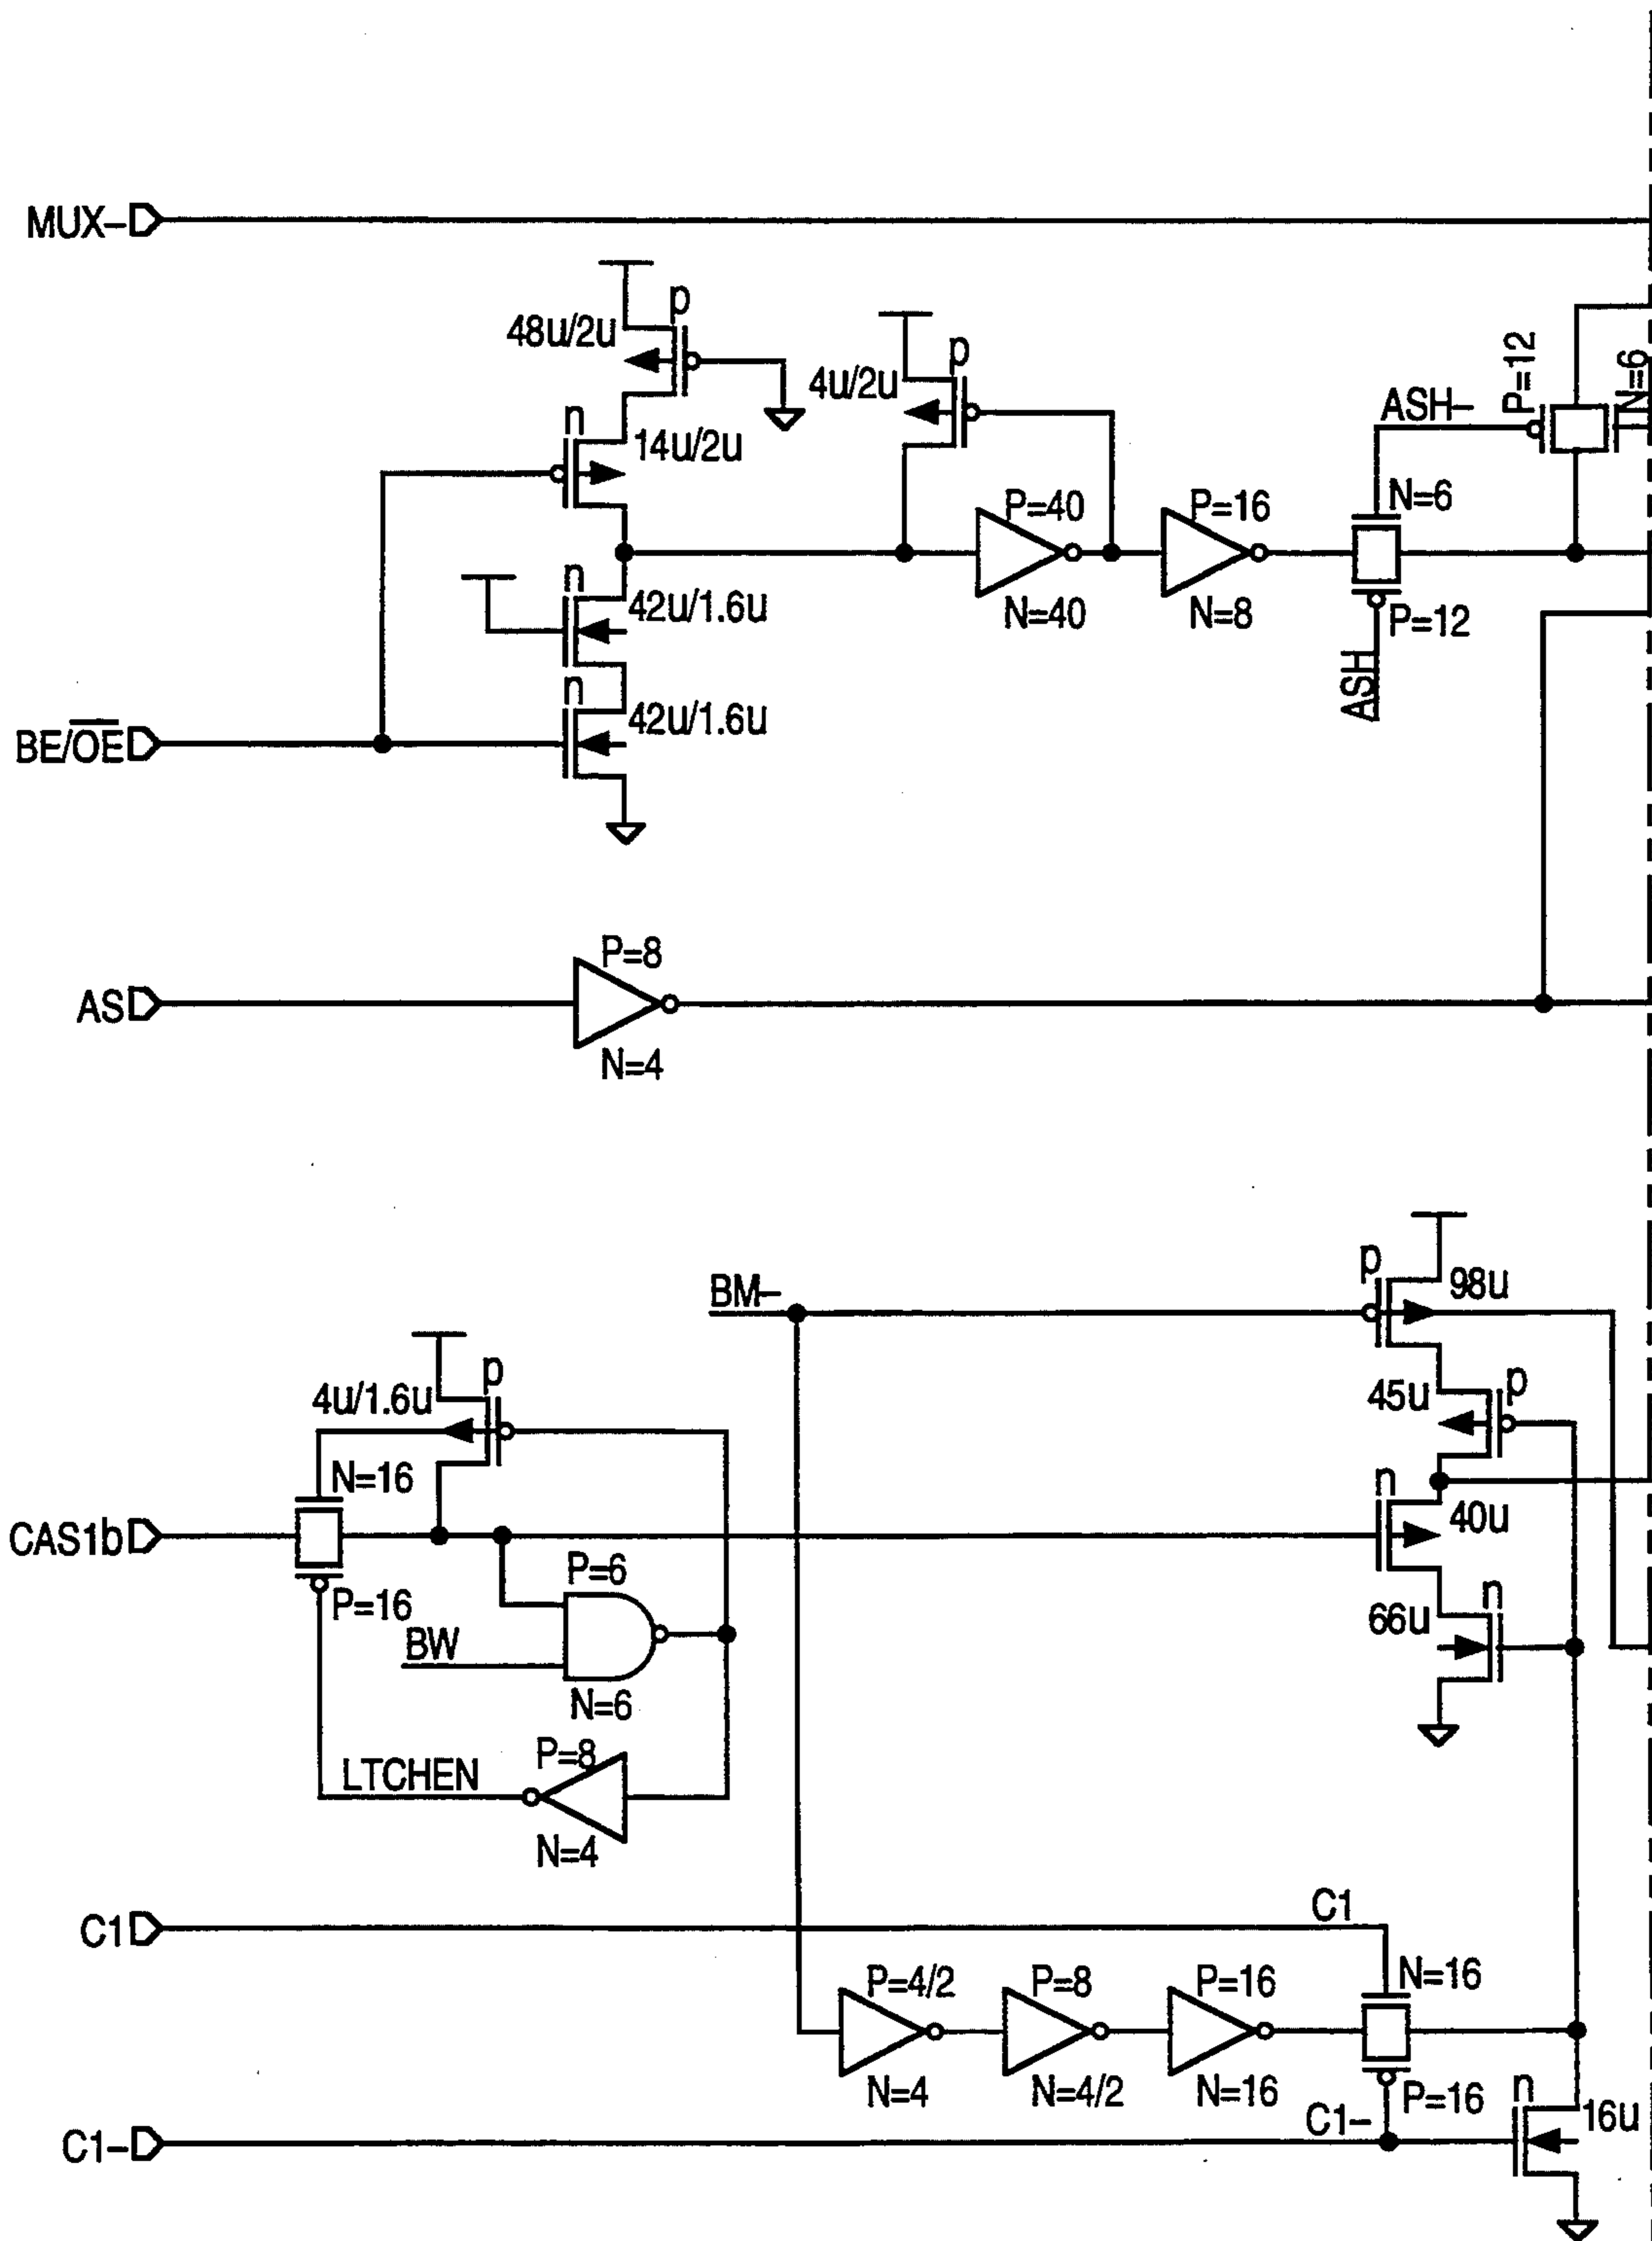 MUX–
p
48u/2u
n
14u/2u
p
4u/2u
ASH–
P=12
N=6
P=40
N=40
P=16
N=8
N=6
P=12
ASH
n
42u/1.6u
n
42u/1.6u
BE/OE
AS
P=8
N=4
BM–
p
98u
p
45u
n
40u
n
66u
p
4u/1.6u
N=16
CAS1b
P=16
P=6
BW
N=6
LTCHEN
P=8
N=4
C1
C1
P=4/2
N=4
P=8
N=4/2
P=16
N=16
N=16
P=16
C1–
C1–
n
16u